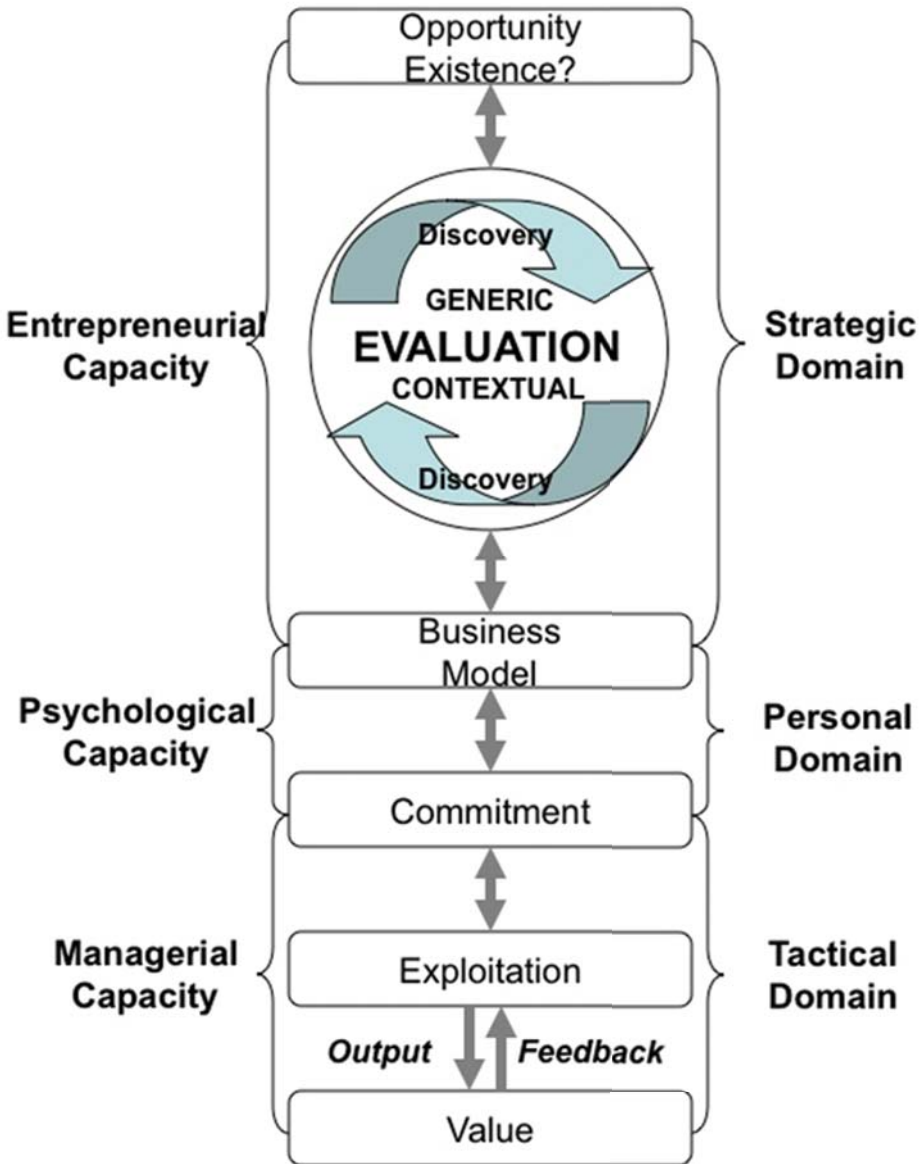 Opportunity
Existence?
Discovery
GENERIC
EVALUATION
CONTEXTUAL
Discovery
Entrepreneurial
Capacity
Strategic
Domain
Business
Model
Psychological
Capacity
Personal
Domain
Commitment
Managerial
Capacity
Exploitation
Tactical
Domain
Output
Feedback
Value